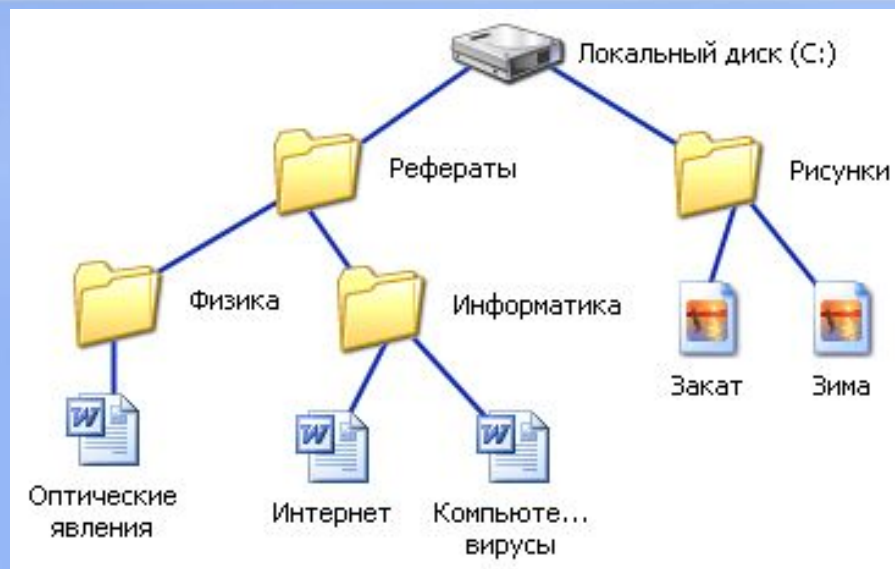 Локальный диск (C:)
Рефераты
Рисунки
Физика
Информатика
Закат
Зима
Оптические
явления
Интернет
Компьюте...
вирусы